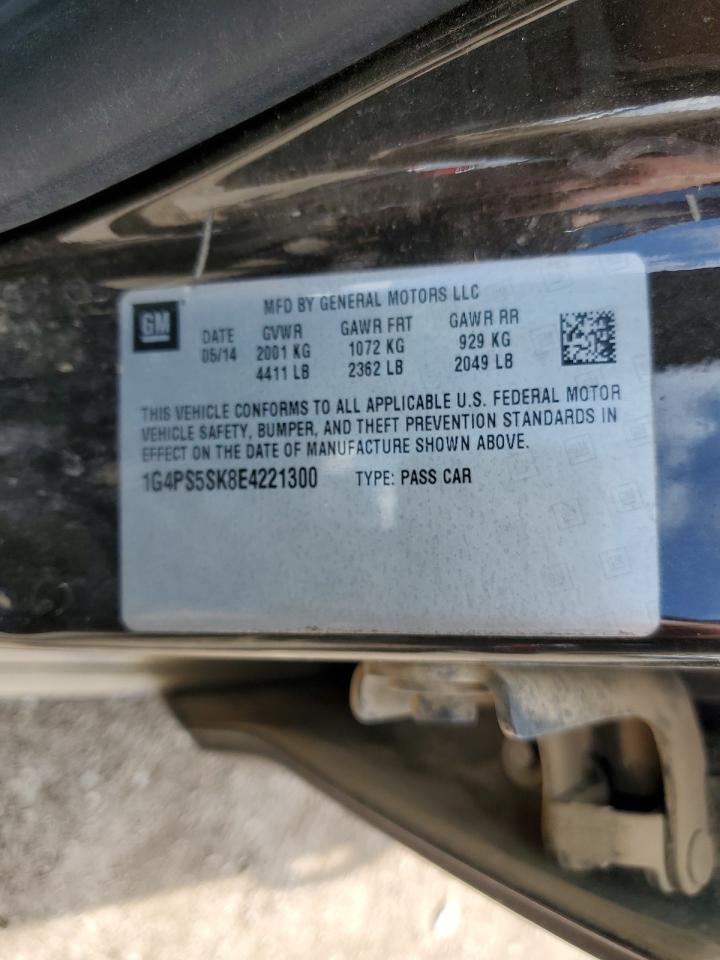 MFD BY GENERAL MOTORS LLC
GM
DATE GVWR GAWR FRT GAWR RR
05/14 2001 KG 1072 KG 929 KG
4411 LB 2362 LB 2049 LB
THIS VEHICLE CONFORMS TO ALL APPLICABLE U.S. FEDERAL MOTOR
VEHICLE SAFETY, BUMPER, AND THEFT PREVENTION STANDARDS IN
EFFECT ON THE DATE OF MANUFACTURE SHOWN ABOVE.
1G4PS5SK8E4221300 TYPE: PASS CAR